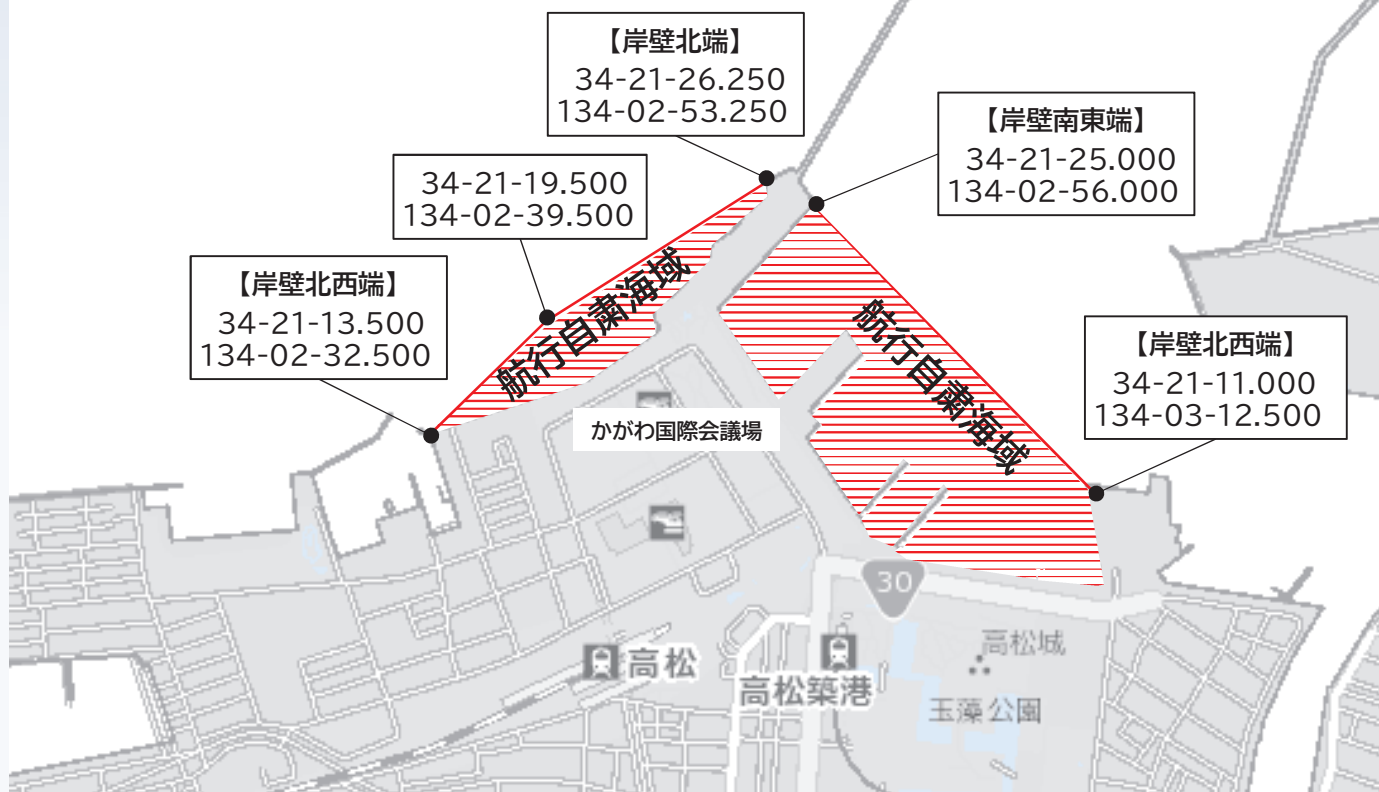 【岸壁北端】
34-21-26.250
134-02-53.250
【岸壁南東端】
34-21-25.000
134-02-56.000
34-21-19.500
134-02-39.500
【岸壁北西端】
34-21-13.500
134-02-32.500
航行自粛海域
航行自粛海域
【岸壁北西端】
34-21-11.000
134-03-12.500
かがわ国際会議場
30
高松城
高松
高松築港
玉藻公園